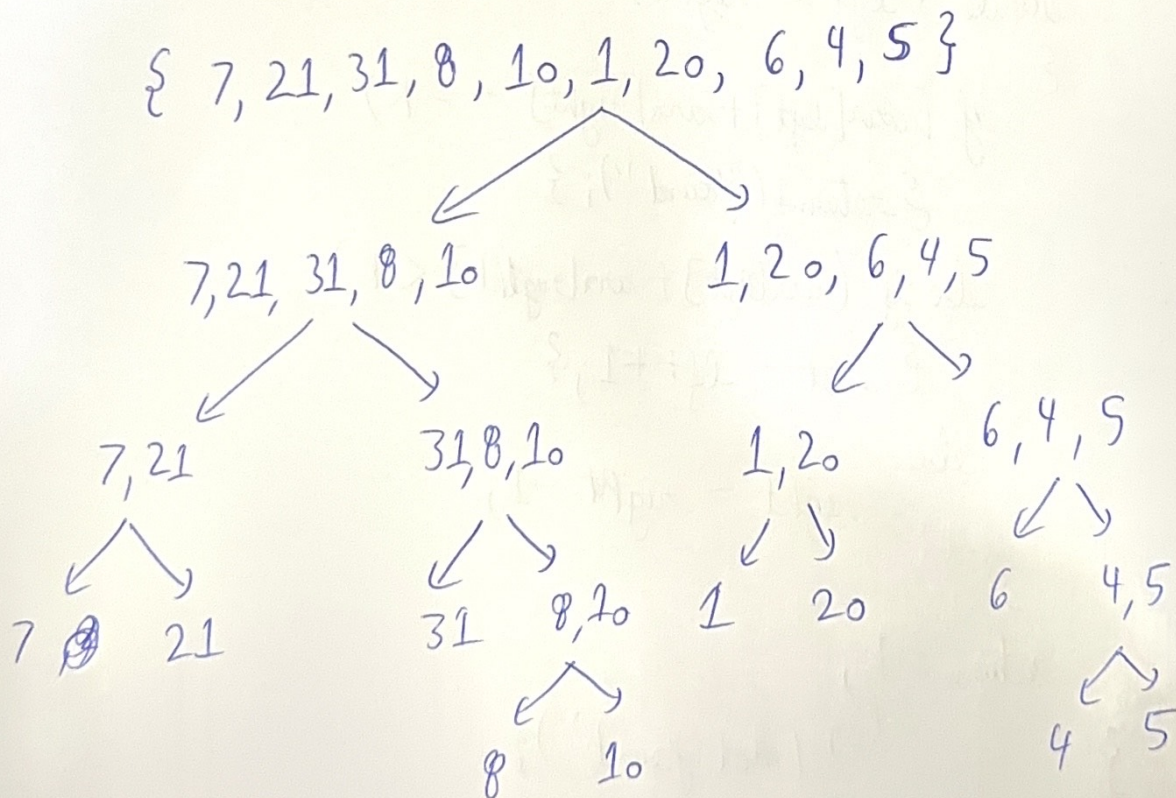 { 7, 21, 31, 8, 10, 1, 20, 6, 4, 5 }
7, 21, 31, 8, 10 1, 20, 6, 4, 5
7, 21 31, 8, 10 1, 20 6, 4, 5
7 21 31 8, 10 1 20 6 4, 5
8 10 4 5